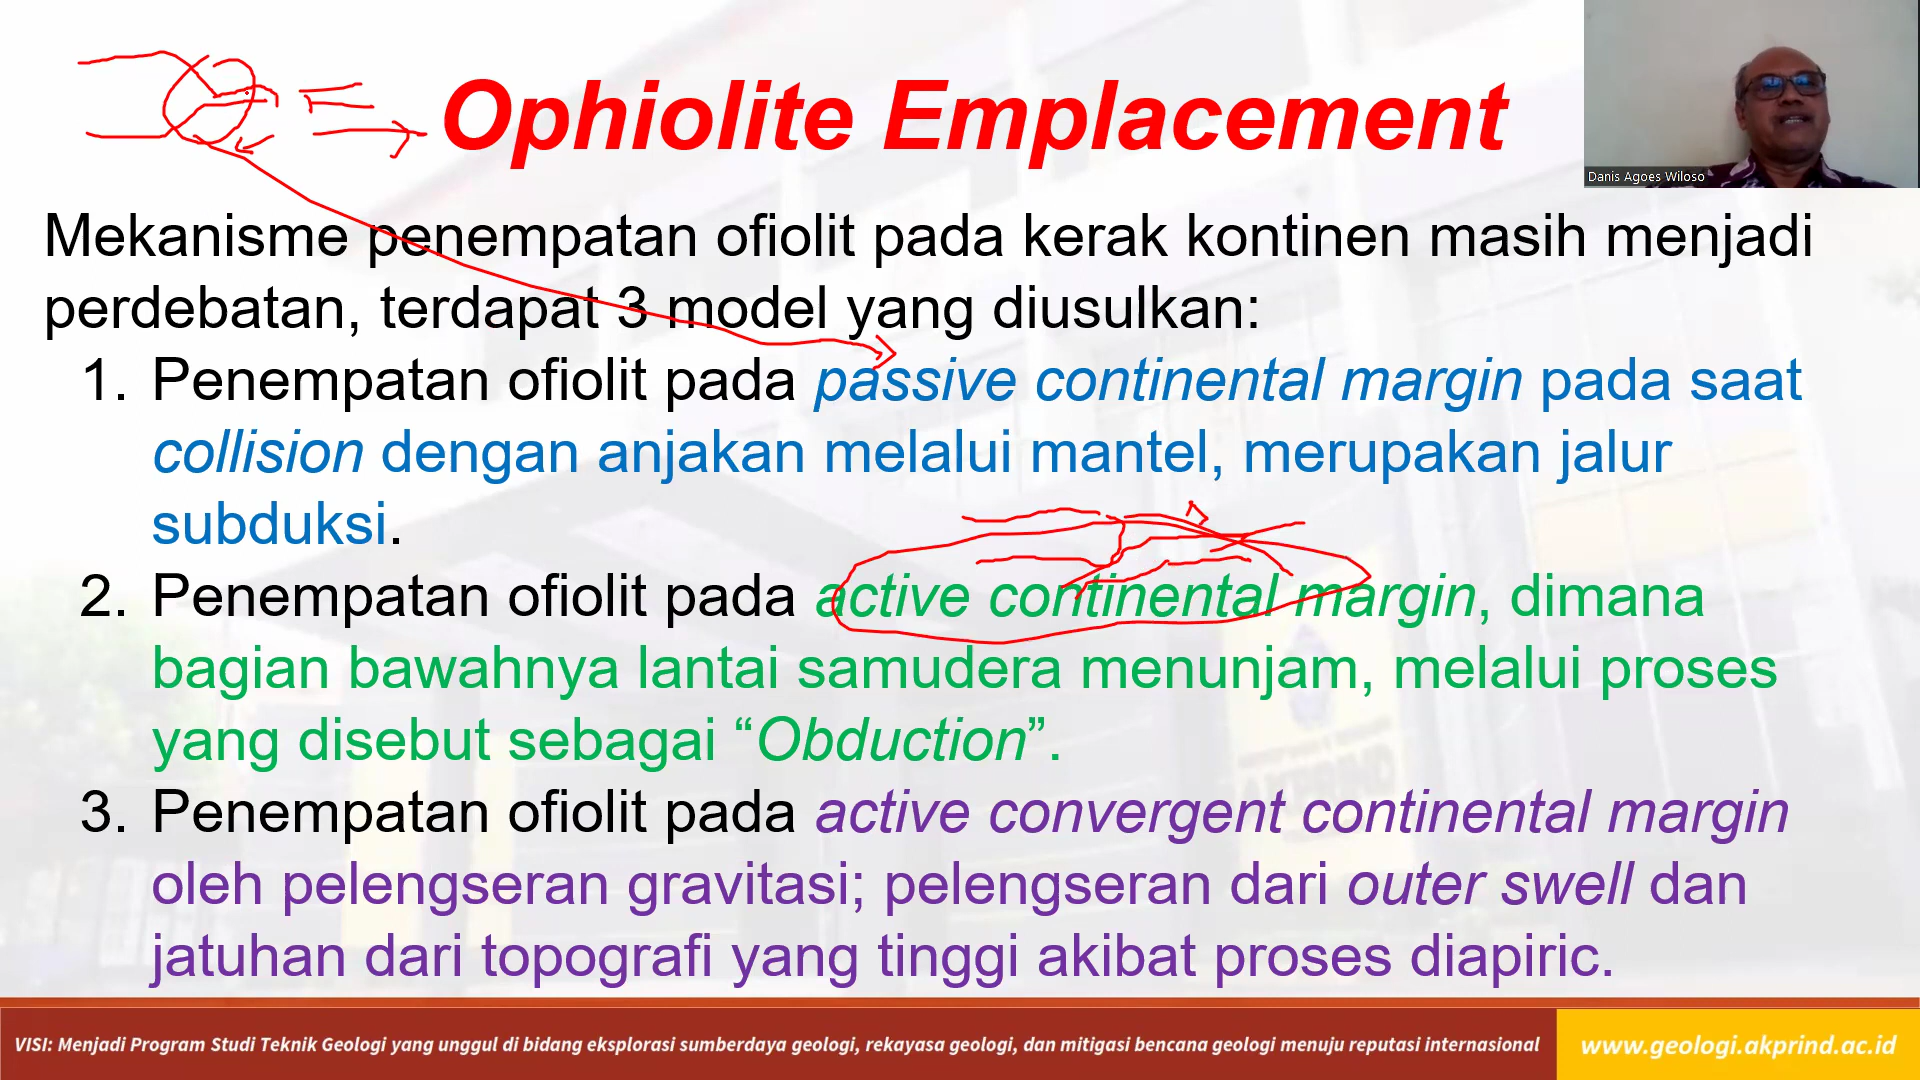 Ophiolite Emplacement
Danis Agoes Wiloso
Mekanisme penempatan ofiolit pada kerak kontinen masih menjadi
perdebatan, terdapat 3 model yang diusulkan:
1. Penempatan ofiolit pada passive continental margin pada saat
collision dengan anjakan melalui mantel, merupakan jalur
subduksi.
2. Penempatan ofiolit pada active continental margin, dimana
bagian bawahnya lantai samudera menunjam, melalui proses
yang disebut sebagai “Obduction”.
3. Penempatan ofiolit pada active convergent continental margin
oleh pelengseran gravitasi; pelengseran dari outer swell dan
jatuhan dari topografi yang tinggi akibat proses diapiric.
VISI: Menjadi Program Studi Teknik Geologi yang unggul di bidang eksplorasi sumberdaya geologi, rekayasa geologi, dan mitigasi bencana geologi menuju reputasi internasional
www.geologi.akprind.ac.id